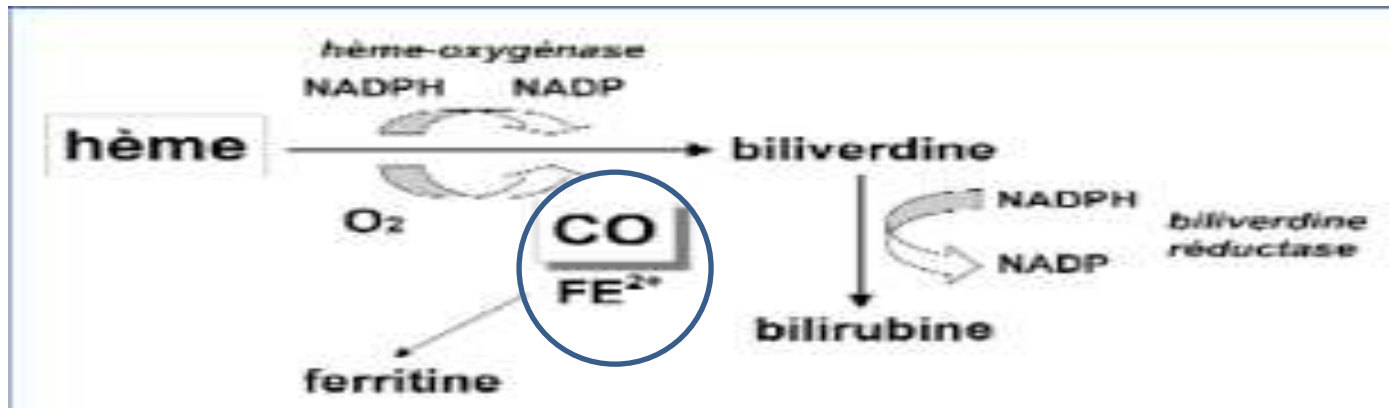 hème-oxygénase
NADPH NADP
hème
biliverdine
O₂
CO
FE²⁺
NADPH
NADP
biliverdine
réductase
bilirubine
ferritine